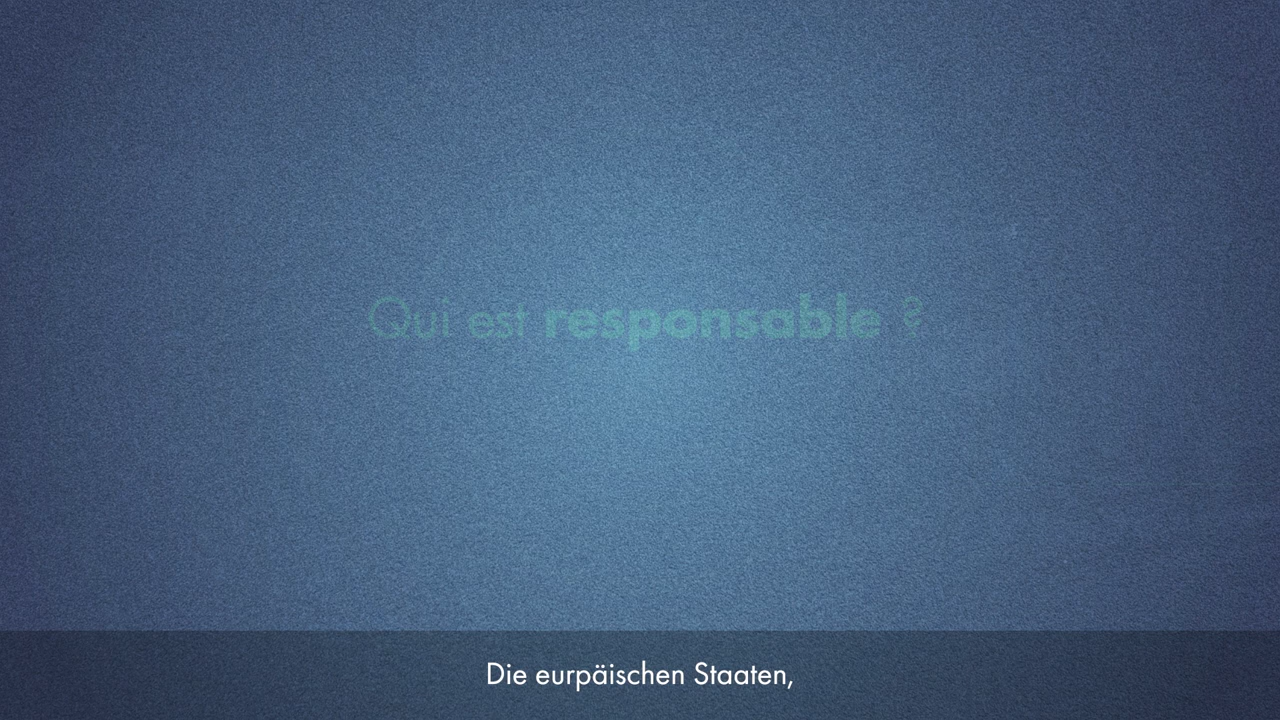 Qui est responsable ?
Die eurpäischen Staaten,